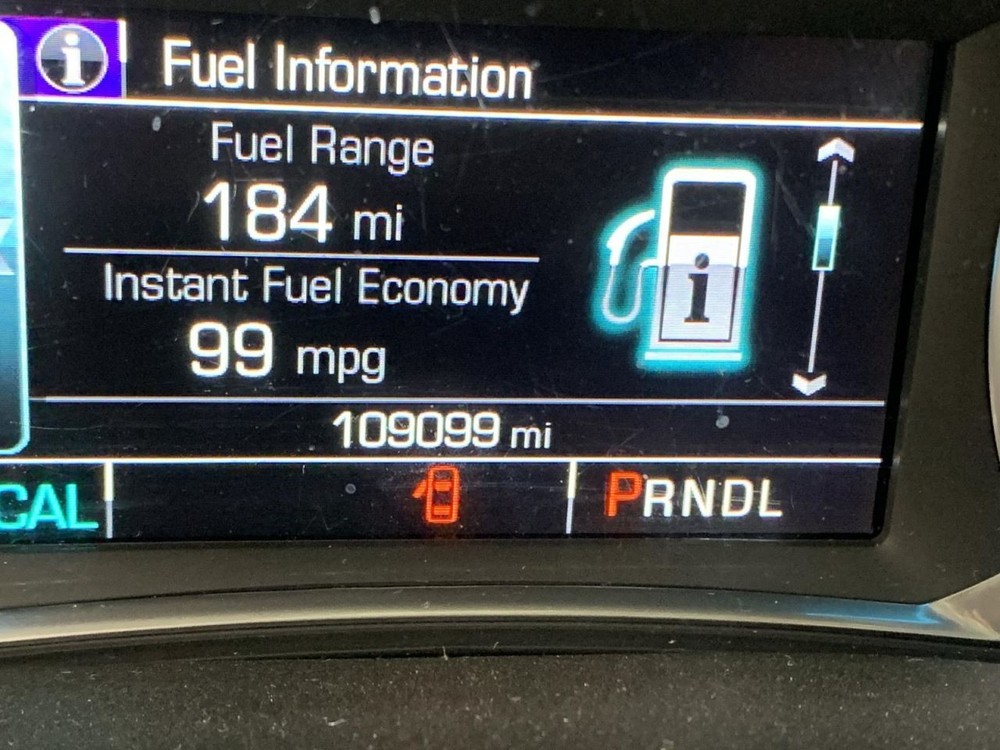 i Fuel Information
Fuel Range
184 mi
Instant Fuel Economy
99 mpg
i
109099 mi
CAL
PRNDL